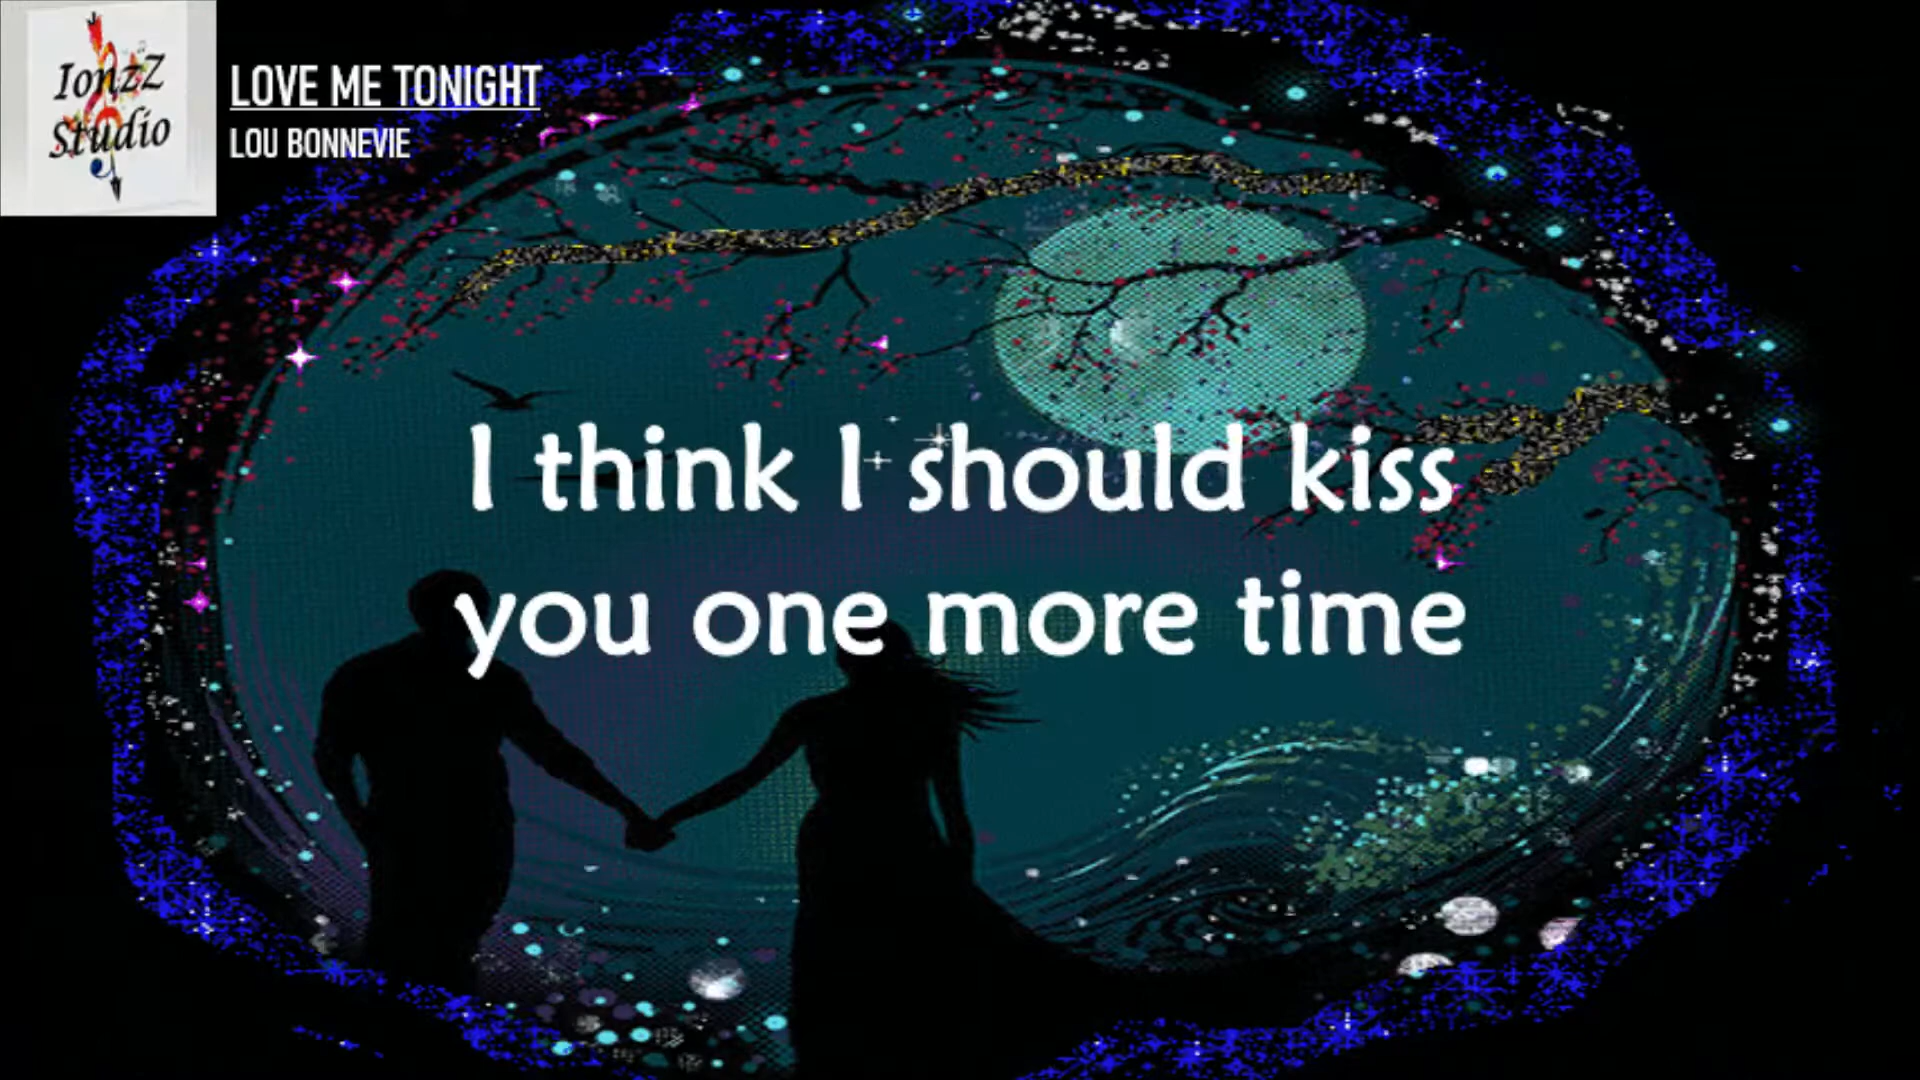 IonzZ
Studio
LOVE ME TONIGHT
LOU BONNEVIE
I think I should kiss
you one more time